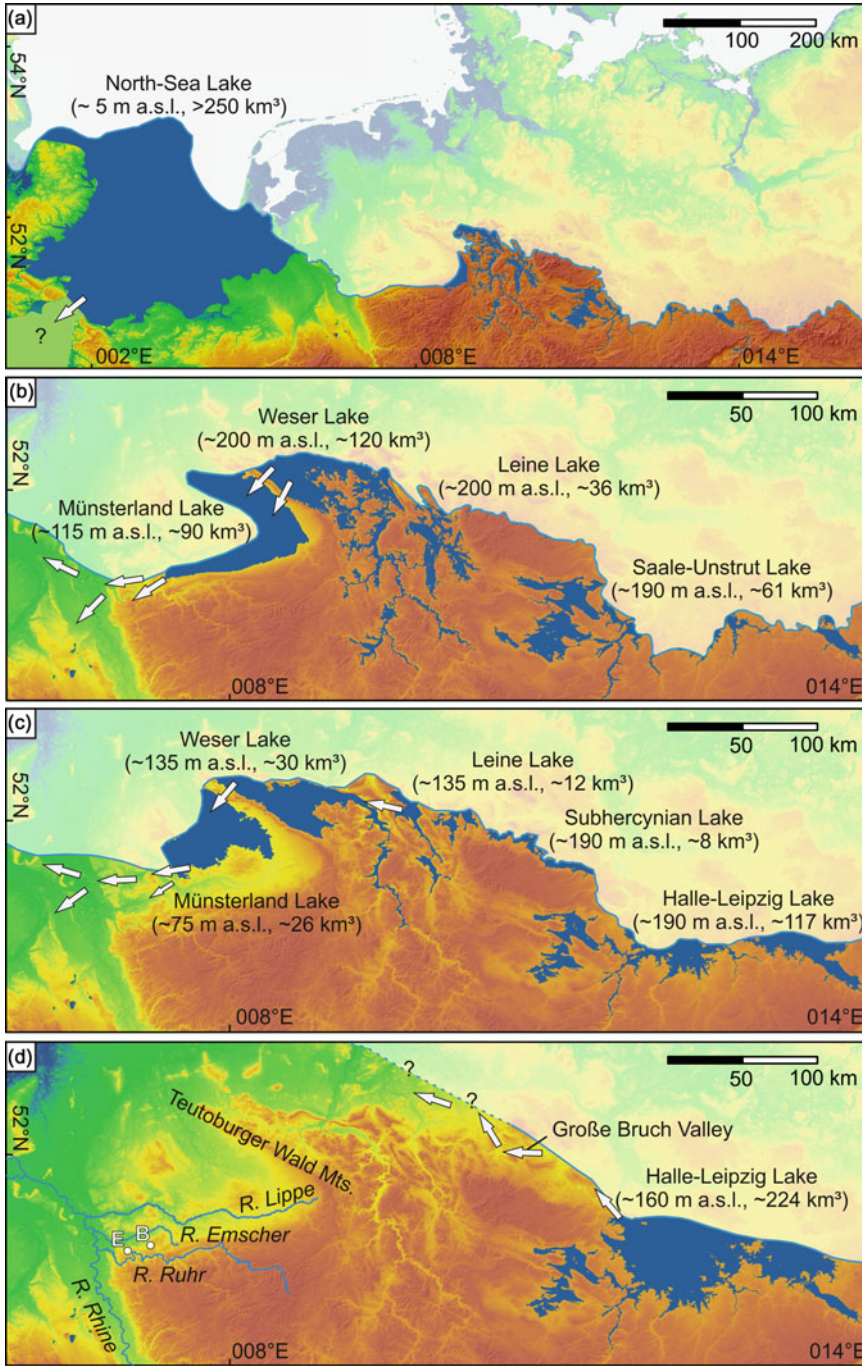 (a)
100 200 km
54°N
North-Sea Lake
(~ 5 m a.s.l., >250 km³)
52°N
?
002°E 008°E 014°E
(b)
50 100 km
Weser Lake
(~200 m a.s.l., ~120 km³)
52°N
Leine Lake
(~200 m a.s.l., ~36 km³)
Münsterland Lake
(~115 m a.s.l., ~90 km³)
Saale-Unstrut Lake
(~190 m a.s.l., ~61 km³)
008°E 014°E
(c)
50 100 km
Weser Lake
(~135 m a.s.l., ~30 km³)
Leine Lake
(~135 m a.s.l., ~12 km³)
52°N
Subhercynian Lake
(~190 m a.s.l., ~8 km³)
Münsterland Lake
(~75 m a.s.l., ~26 km³)
Halle-Leipzig Lake
(~190 m a.s.l., ~117 km³)
008°E 014°E
(d)
50 100 km
?
?
52°N
Teutoburger Wald Mts.
Große Bruch Valley
Halle-Leipzig Lake
(~160 m a.s.l., ~224 km³)
R. Lippe
E B R. Emscher
R. Ruhr
R. Rhine
008°E 014°E